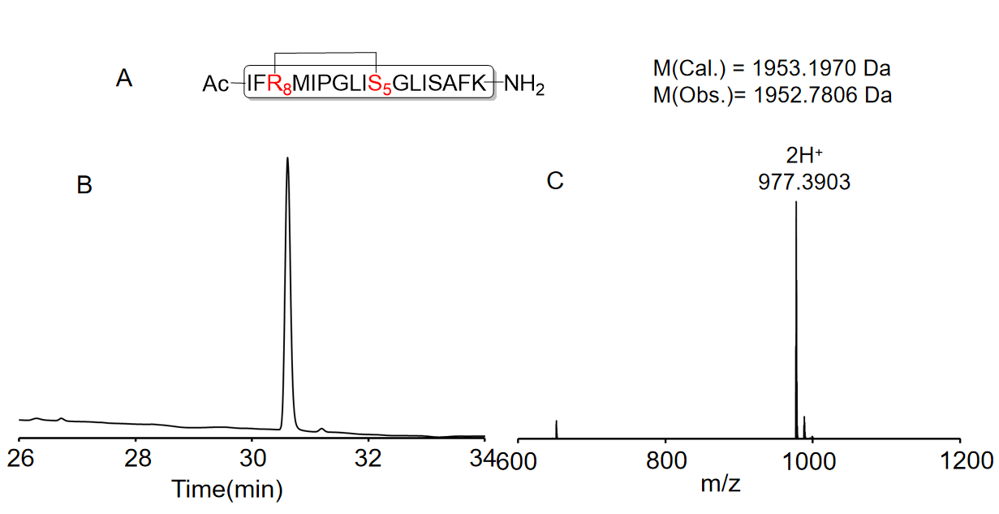 A
Ac-IFR8MIPGLIS5GLISAFK-NH2
M(Cal.) = 1953.1970 Da
M(Obs.)= 1952.7806 Da
B
C
2H+
977.3903
26 28 30 32 34
Time(min)
600 800 1000 1200
m/z